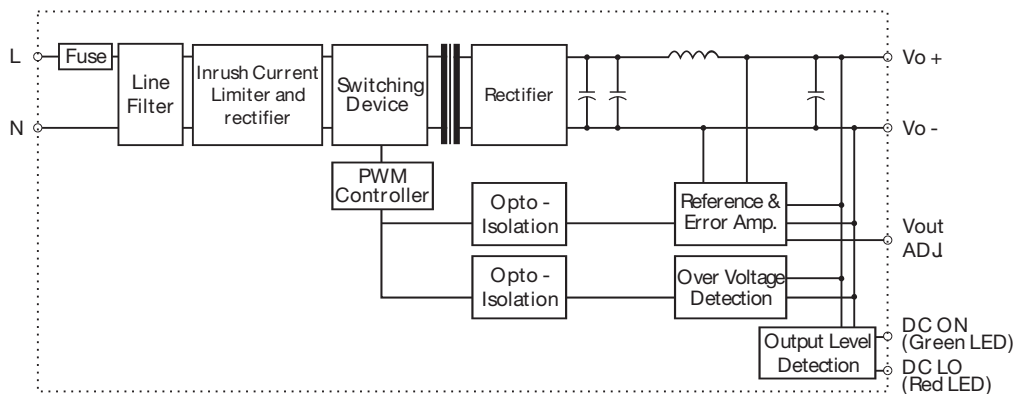 L
Fuse
N
Line
Filter
Inrush Current
Limiter and
rectifier
Switching
Device
Rectifier
Vo +
Vo -
PWM
Controller
Opto -
Isolation
Reference &
Error Amp.
Vout
ADJ.
Opto -
Isolation
Over Voltage
Detection
Output Level
Detection
DC ON
(Green LED)
DC LO
(Red LED)